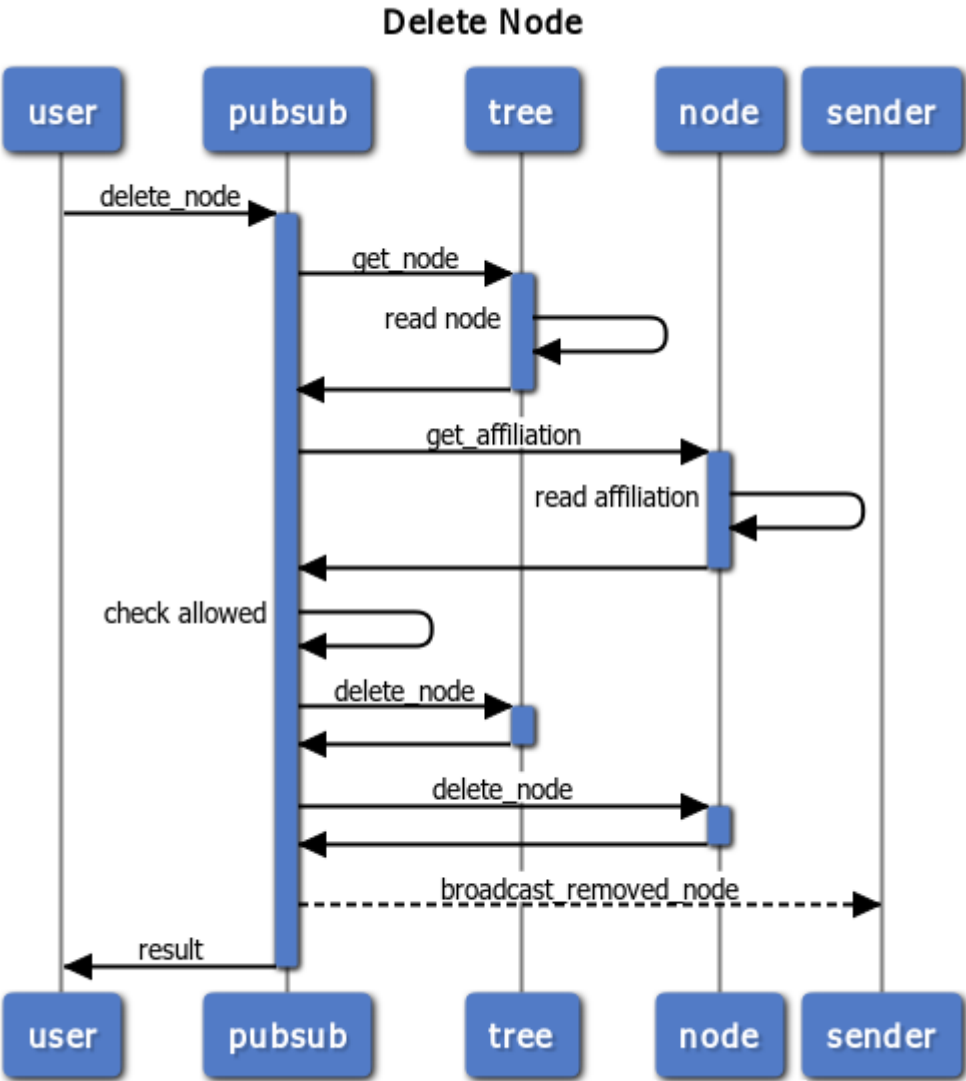 Delete Node
user pubsub tree node sender
delete_node
get_node
read node
get_affiliation
read affiliation
check allowed
delete_node
delete_node
broadcast_removed_node
result
user pubsub tree node sender